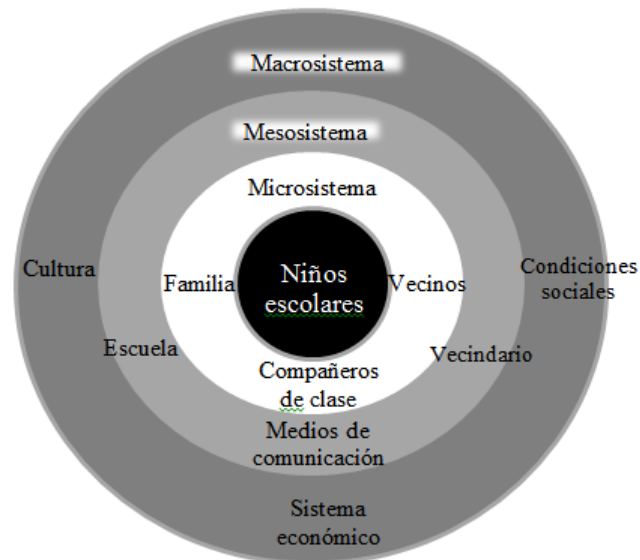 Macrosistema
Mesosistema
Microsistema
Cultura
Familia
Niños
escolares
Vecinos
Condiciones
sociales
Escuela
Vecindario
Compañeros
de clase
Medios de
comunicación
Sistema
económico